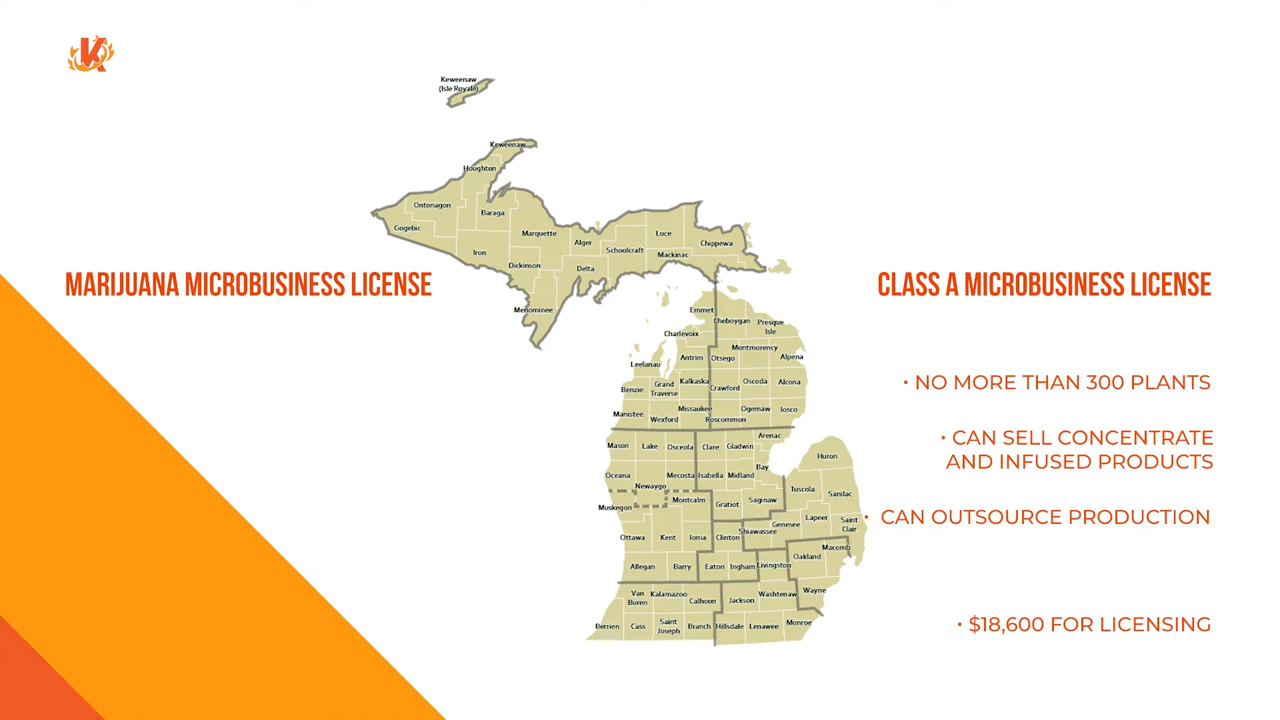 K
Keweenaw
(Isle Royale)
Keweenaw
Houghton
Ontonagon
Baraga
Gogebic
Marquette
Alger
Luce
Chippewa
Schoolcraft
Iron
Mackinac
Dickinson
Delta
Menominee
MARIJUANA MICROBUSINESS LICENSE
CLASS A MICROBUSINESS LICENSE
Emmet
Cheboygan
Presque
Isle
Charlevoix
Montmorency
Antrim
Otsego
Alpena
Leelanau
Benzie
Grand
Traverse
Kalkaska
Crawford
Oscoda
Alcona
Manistee
Wexford
Missaukee
Roscommon
Ogemaw
Iosco
Arenac
Mason
Lake
Osceola
Clare
Gladwin
Huron
Oceana
Newaygo
Mecosta
Isabella
Midland
Bay
Tuscola
Sanilac
Muskegon
Montcalm
Gratiot
Saginaw
Ottawa
Kent
Ionia
Clinton
Shiawassee
Genesee
Lapeer
Saint
Clair
Allegan
Barry
Eaton
Ingham
Livingston
Oakland
Macomb
Van
Buren
Kalamazoo
Calhoun
Jackson
Washtenaw
Wayne
Berrien
Cass
Saint
Joseph
Branch
Hillsdale
Lenawee
Monroe
• NO MORE THAN 300 PLANTS
• CAN SELL CONCENTRATE
AND INFUSED PRODUCTS
• CAN OUTSOURCE PRODUCTION
• $18,600 FOR LICENSING